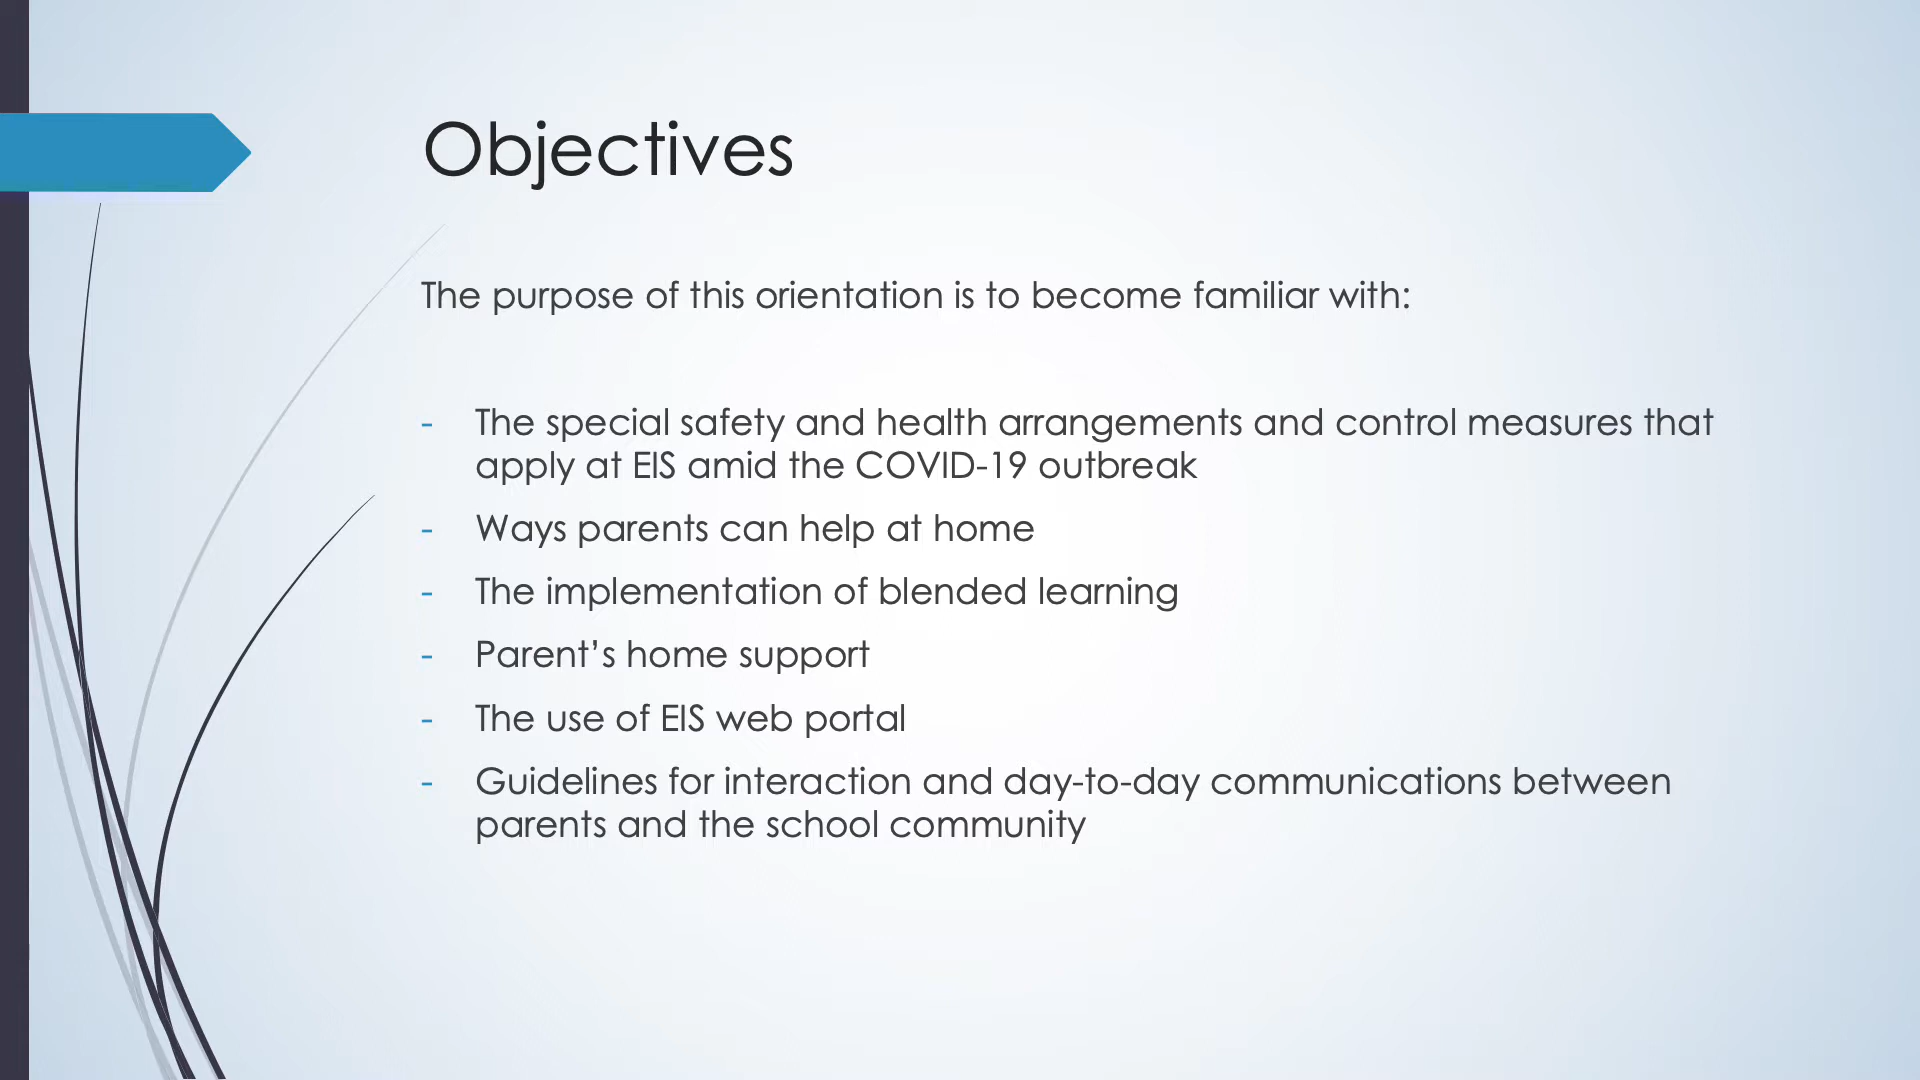 Objectives
The purpose of this orientation is to become familiar with:
- The special safety and health arrangements and control measures that
apply at EIS amid the COVID-19 outbreak
- Ways parents can help at home
- The implementation of blended learning
- Parent’s home support
- The use of EIS web portal
- Guidelines for interaction and day-to-day communications between
parents and the school community